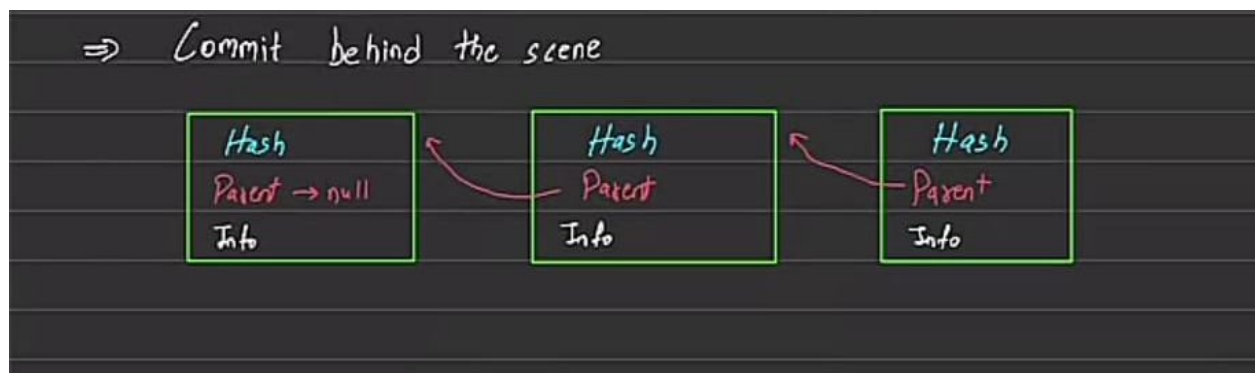 ⇒ Commit behind the scene
Hash
Parent → null
Info
Hash
Parent
Info
Hash
Parent
Info